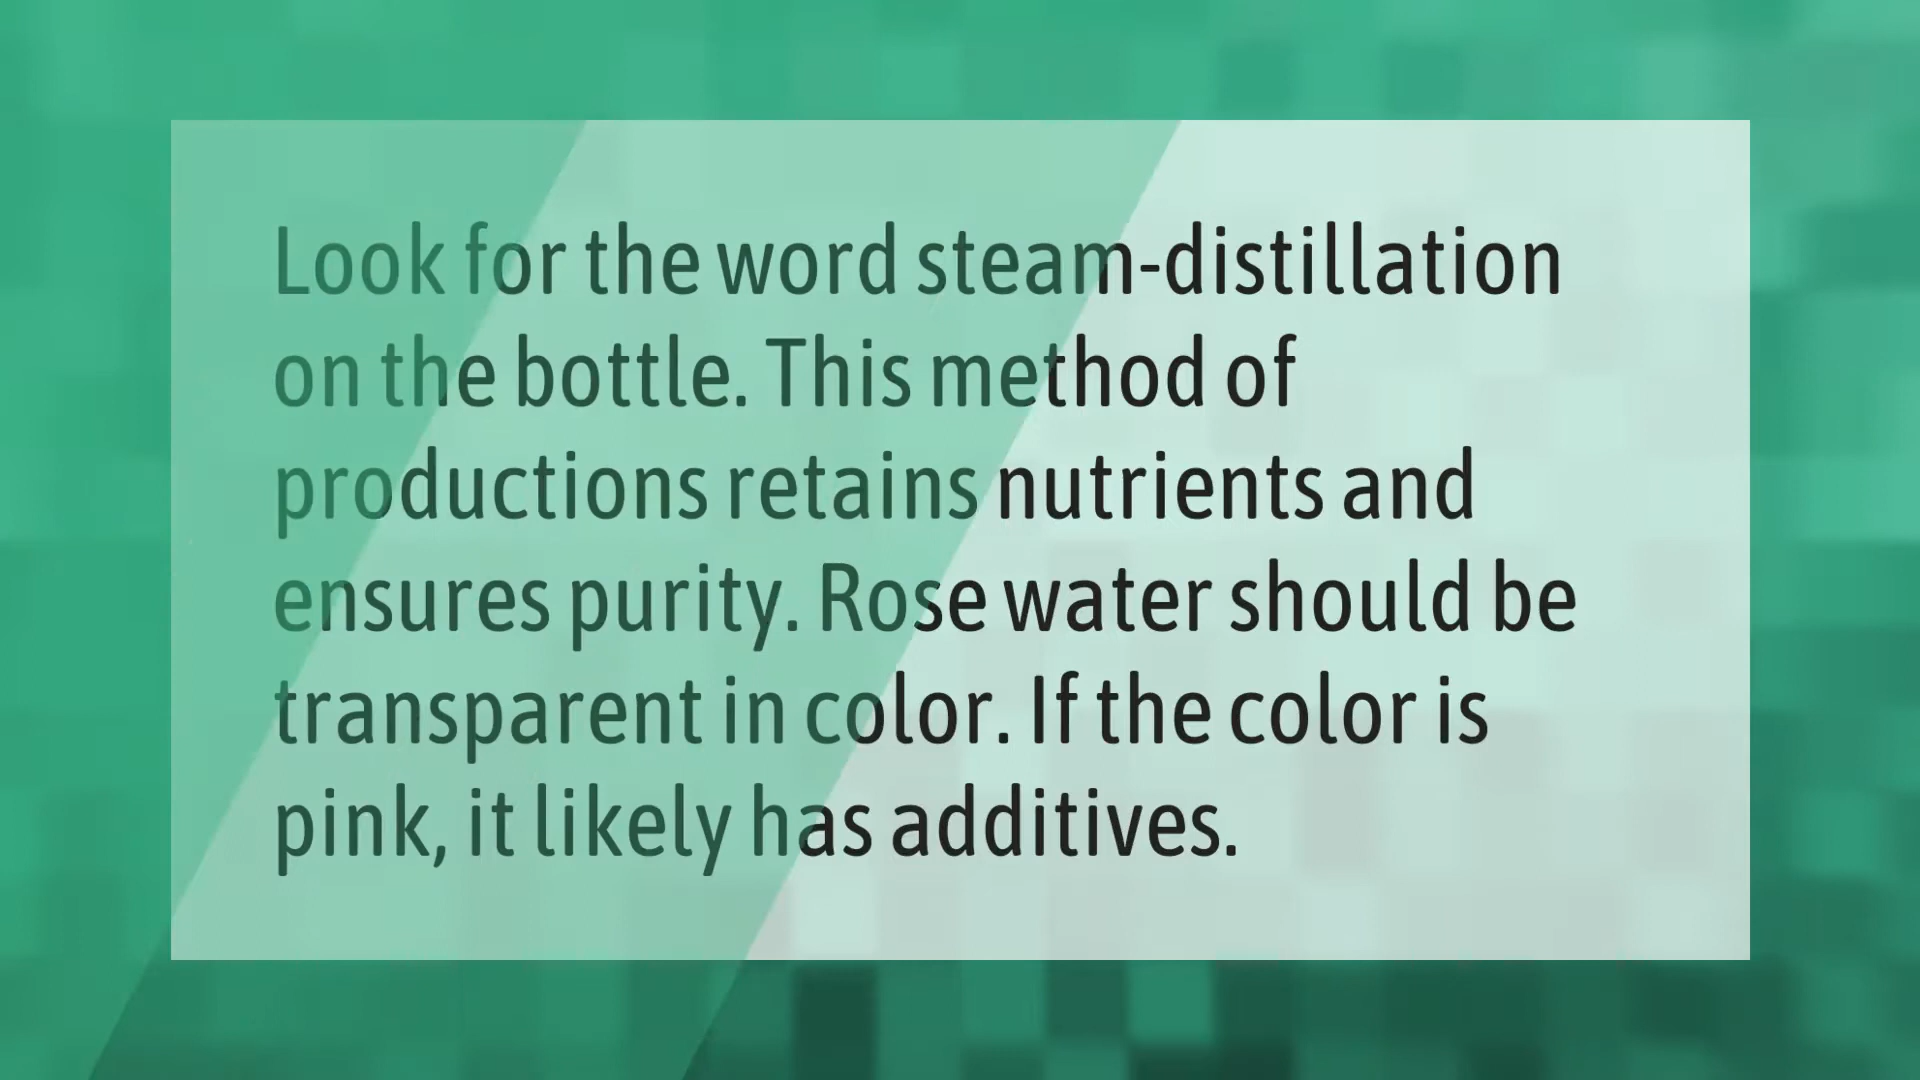 Look for the word steam-distillation
on the bottle. This method of
productions retains nutrients and
ensures purity. Rose water should be
transparent in color. If the color is
pink, it likely has additives.